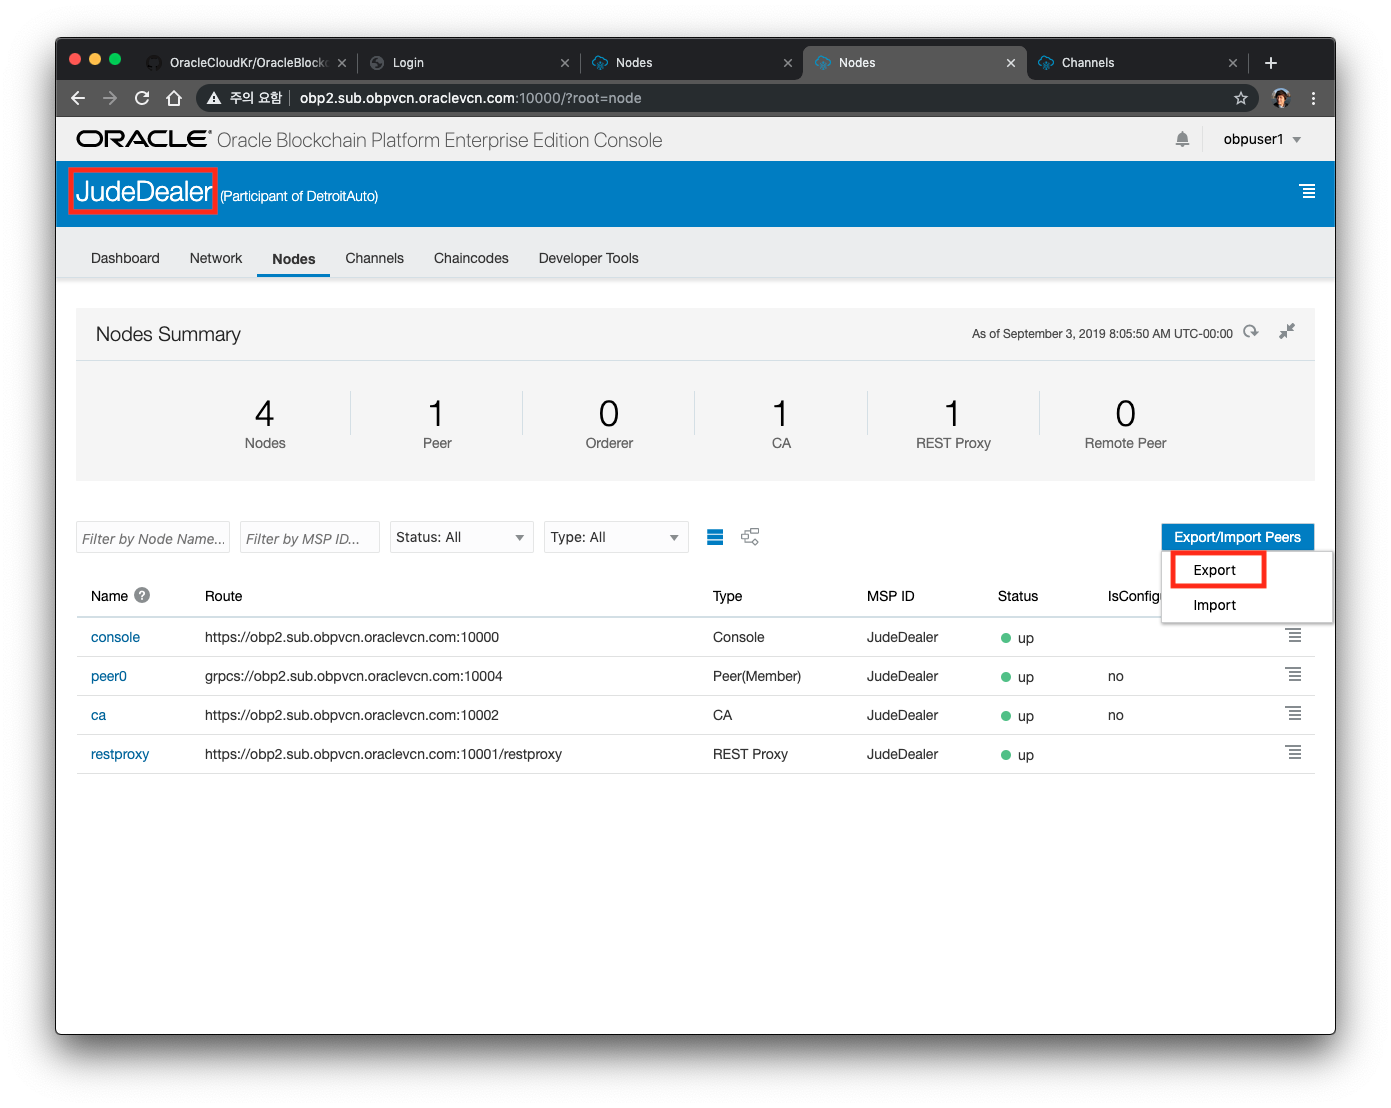 OracleCloudKr/OracleBlockc
Login
Nodes
Nodes
Channels
주의 요함 obp2.sub.obpvcn.oraclevcn.com:10000/?root=node
ORACLE® Oracle Blockchain Platform Enterprise Edition Console
obpuser1
JudeDealer (Participant of DetroitAuto)
Dashboard Network Nodes Channels Chaincodes Developer Tools
Nodes Summary
As of September 3, 2019 8:05:50 AM UTC-00:00
4 1 0 1 1 0
Nodes Peer Orderer CA REST Proxy Remote Peer
Filter by Node Name... Filter by MSP ID... Status: All Type: All
Export/Import Peers
Export
Import
Name ? Route Type MSP ID Status IsConfig
console https://obp2.sub.obpvcn.oraclevcn.com:10000 Console JudeDealer up
peer0 grpcs://obp2.sub.obpvcn.oraclevcn.com:10004 Peer(Member) JudeDealer up no
ca https://obp2.sub.obpvcn.oraclevcn.com:10002 CA JudeDealer up no
restproxy https://obp2.sub.obpvcn.oraclevcn.com:10001/restproxy REST Proxy JudeDealer up